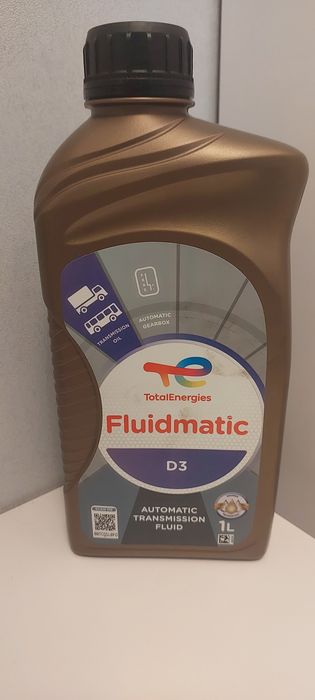 TRANSMISSION
OIL
AUTOMATIC
GEARBOX
TotalEnergies
Fluidmatic
D3
AUTOMATIC
TRANSMISSION
FLUID
1L